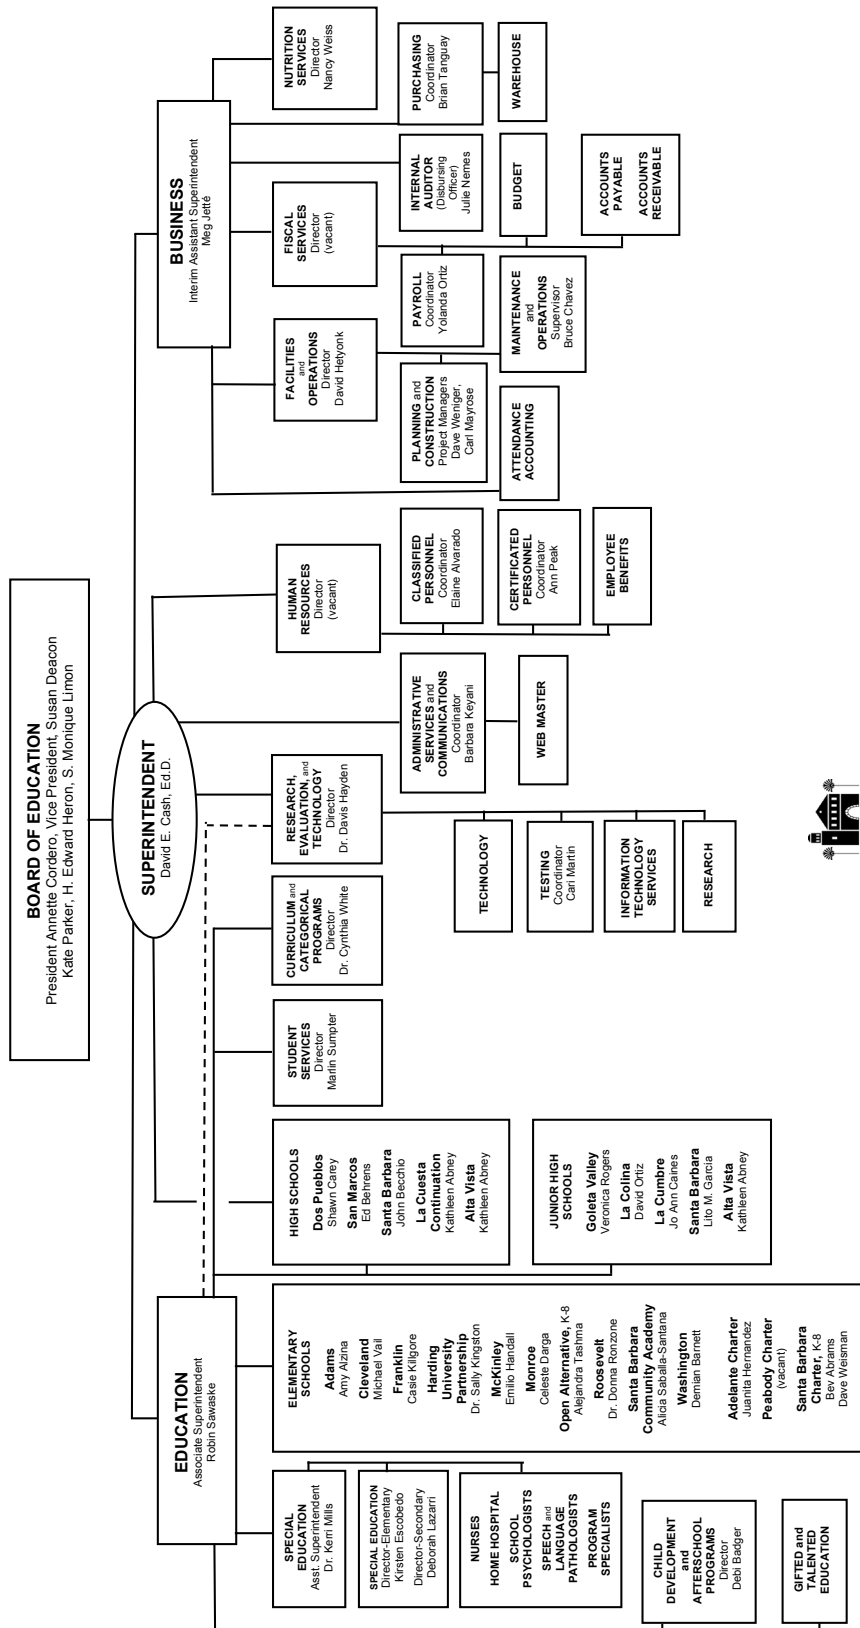 BOARD OF EDUCATION
President Annette Cordero, Vice President, Susan Deacon
Kate Parker, H. Edward Heron, S. Monique Limon
SUPERINTENDENT
David E. Cash, Ed.D.
EDUCATION
Associate Superintendent
Robin Sawaske
BUSINESS
Interim Assistant Superintendent
Meg Jetté
SPECIAL
EDUCATION
Asst. Superintendent
Dr. Kerri Mills
SPECIAL EDUCATION
Director-Elementary
Kirsten Escobedo
Director-Secondary
Deborah Lazarri
NURSES
HOME HOSPITAL
SCHOOL
PSYCHOLOGISTS
SPEECH and
LANGUAGE
PATHOLOGISTS
PROGRAM
SPECIALISTS
CHILD
DEVELOPMENT
and
AFTERSCHOOL
PROGRAMS
Director
Debi Badger
GIFTED and
TALENTED
EDUCATION
ELEMENTARY
SCHOOLS
Adams
Amy Alzina
Cleveland
Michael Vail
Franklin
Casie Killgore
Harding
University
Partnership
Dr. Sally Kingston
McKinley
Emilio Handall
Monroe
Celeste Darga
Open Alternative, K-8
Alejandra Tashma
Roosevelt
Dr. Donna Ronzone
Santa Barbara
Community Academy
Alicia Saballa-Santana
Washington
Demian Barnett
Adelante Charter
Juanita Hernandez
Peabody Charter
(vacant)
Santa Barbara
Charter, K-8
Bev Abrams
Dave Weisman
HIGH SCHOOLS
Dos Pueblos
Shawn Carey
San Marcos
Ed Behrens
Santa Barbara
John Becchio
La Cuesta
Continuation
Kathleen Abney
Alta Vista
Kathleen Abney
JUNIOR HIGH
SCHOOLS
Goleta Valley
Veronica Rogers
La Colina
David Ortiz
La Cumbre
Jo Ann Caines
Santa Barbara
Lito M. Garcia
Alta Vista
Kathleen Abney
STUDENT
SERVICES
Director
Marlin Sumpter
CURRICULUM and
CATEGORICAL
PROGRAMS
Director
Dr. Cynthia White
RESEARCH,
EVALUATION, and
TECHNOLOGY
Director
Dr. Davis Hayden
TECHNOLOGY
TESTING
Coordinator
Carl Martin
INFORMATION
TECHNOLOGY
SERVICES
RESEARCH
ADMINISTRATIVE
SERVICES and
COMMUNICATIONS
Coordinator
Barbara Keyani
WEB MASTER
HUMAN
RESOURCES
Director
(vacant)
CLASSIFIED
PERSONNEL
Coordinator
Elaine Alvarado
CERTIFICATED
PERSONNEL
Coordinator
Ann Peak
EMPLOYEE
BENEFITS
FACILITIES
and
OPERATIONS
Director
David Hetyonk
PLANNING and
CONSTRUCTION
Project Managers
Dave Weniger,
Carl Mayrose
ATTENDANCE
ACCOUNTING
MAINTENANCE
and
OPERATIONS
Supervisor
Bruce Chavez
FISCAL
SERVICES
Director
(vacant)
PAYROLL
Coordinator
Yolanda Ortiz
BUDGET
ACCOUNTS
PAYABLE
ACCOUNTS
RECEIVABLE
INTERNAL
AUDITOR
(Disbursing
Officer)
Julie Nemes
NUTRITION
SERVICES
Director
Nancy Weiss
PURCHASING
Coordinator
Brian Tanguay
WAREHOUSE